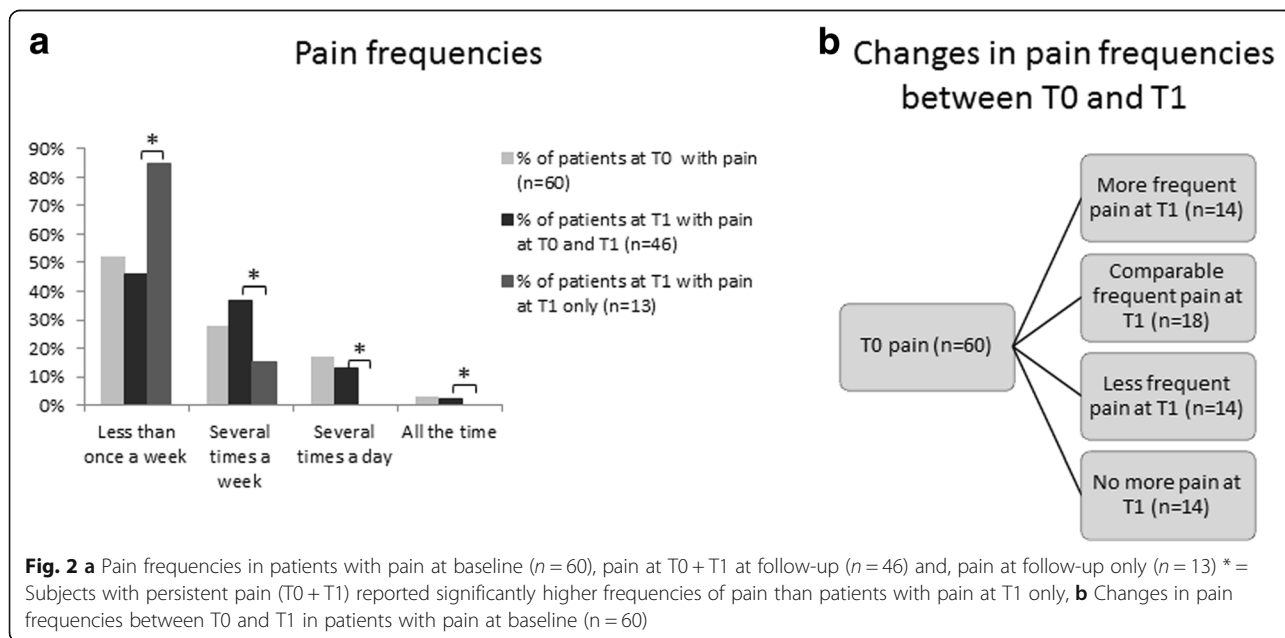 a
Pain frequencies
90%
80%
70%
60%
50%
40%
30%
20%
10%
0%
*
*
*
*
Less than
once a week
Several
times a
week
Several
times a day
All the time
% of patients at T0 with pain
(n=60)
% of patients at T1 with pain
at T0 and T1 (n=46)
% of patients at T1 with pain
at T1 only (n=13)
b
Changes in pain frequencies
between T0 and T1
T0 pain (n=60)
More frequent
pain at T1 (n=14)
Comparable
frequent pain at
T1 (n=18)
Less frequent
pain at T1 (n=14)
No more pain at
T1 (n=14)
Fig. 2 a Pain frequencies in patients with pain at baseline (n = 60), pain at T0 + T1 at follow-up (n = 46) and, pain at follow-up only (n = 13) * =
Subjects with persistent pain (T0 + T1) reported significantly higher frequencies of pain than patients with pain at T1 only, b Changes in pain
frequencies between T0 and T1 in patients with pain at baseline (n = 60)